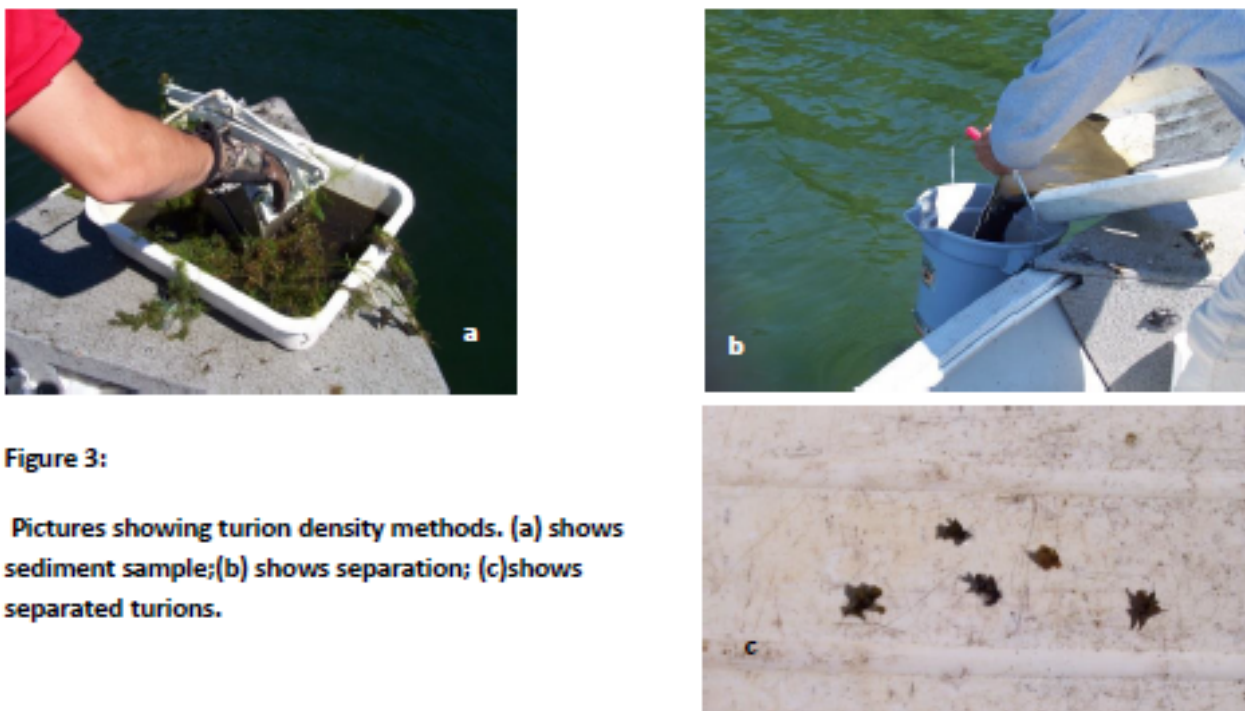 a
b
Figure 3:
Pictures showing turion density methods. (a) shows
sediment sample;(b) shows separation; (c)shows
separated turions.
c